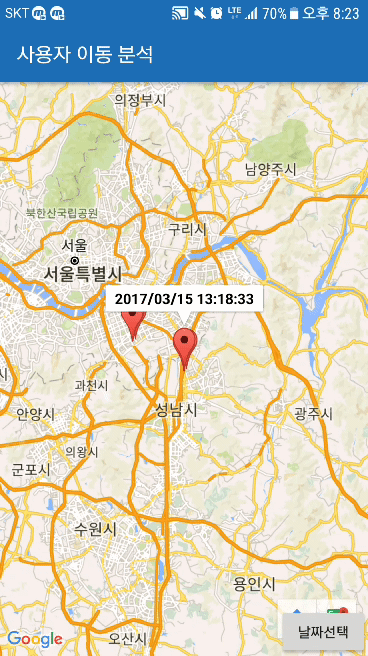 SKT LTE 70% 오후 8:23
사용자 이동 분석
의정부시
남양주시
북한산국립공원
구리시
서울
서울특별시
2017/03/15 13:18:33
과천시
성남시
안양시
광주시
의왕시
군포시
수원시
용인시
날짜선택
Google
오산시